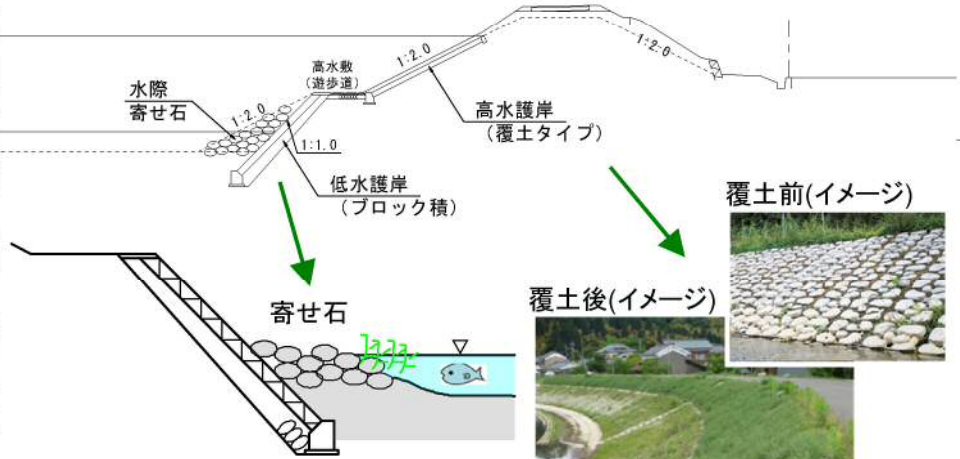 1:2.0
1:2.0
高水敷
(遊歩道)
水際
寄せ石
1:2.0
高水護岸
(覆土タイプ)
1:1.0
低水護岸
(ブロック積)
覆土前(イメージ)
覆土後(イメージ)
寄せ石